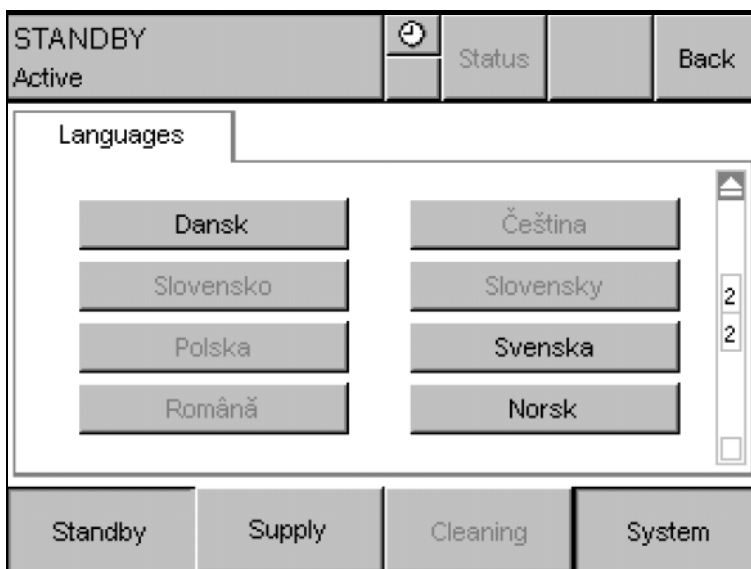 STANDBY
Active
Status
Back
Languages
Dansk
Čeština
Slovensko
Slovensky
Polska
Svenska
Română
Norsk
2
2
Standby
Supply
Cleaning
System